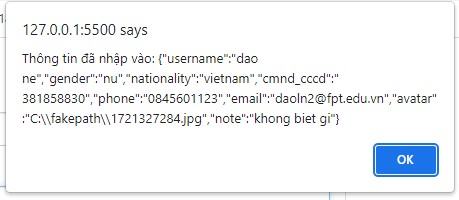 127.0.0.1:5500 says
Thông tin đã nhập vào: {"username":"dao
ne","gender":"nu","nationality":"vietnam","cmnd_cccd":"
381858830","phone":"0845601123","email":"daoln2@fpt.edu.vn","avatar"
:"C:\\fakepath\\1721327284.jpg","note":"khong biet gi"}
OK